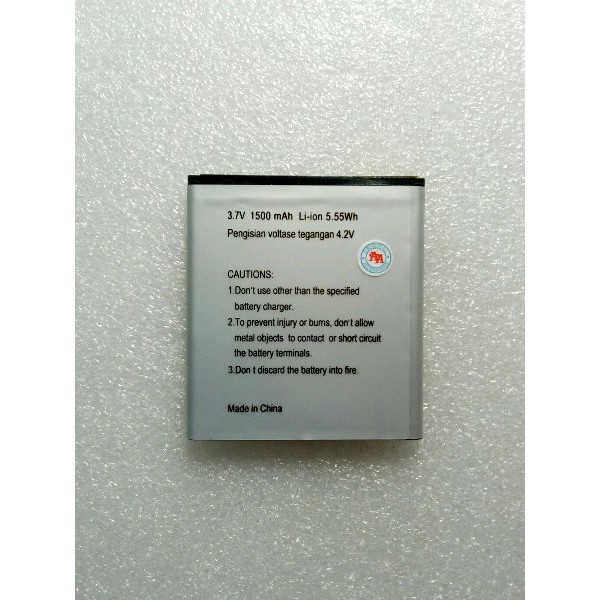 3.7V 1500 mAh Li-ion 5.55Wh
Pengisian voltase tegangan 4.2V
CAUTIONS:
1.Don't use other than the specified
battery charger.
2.To prevent injury or burns, don't allow
metal objects to contact or short circuit
the battery terminals.
3.Don t discard the battery into fire.
Made in China